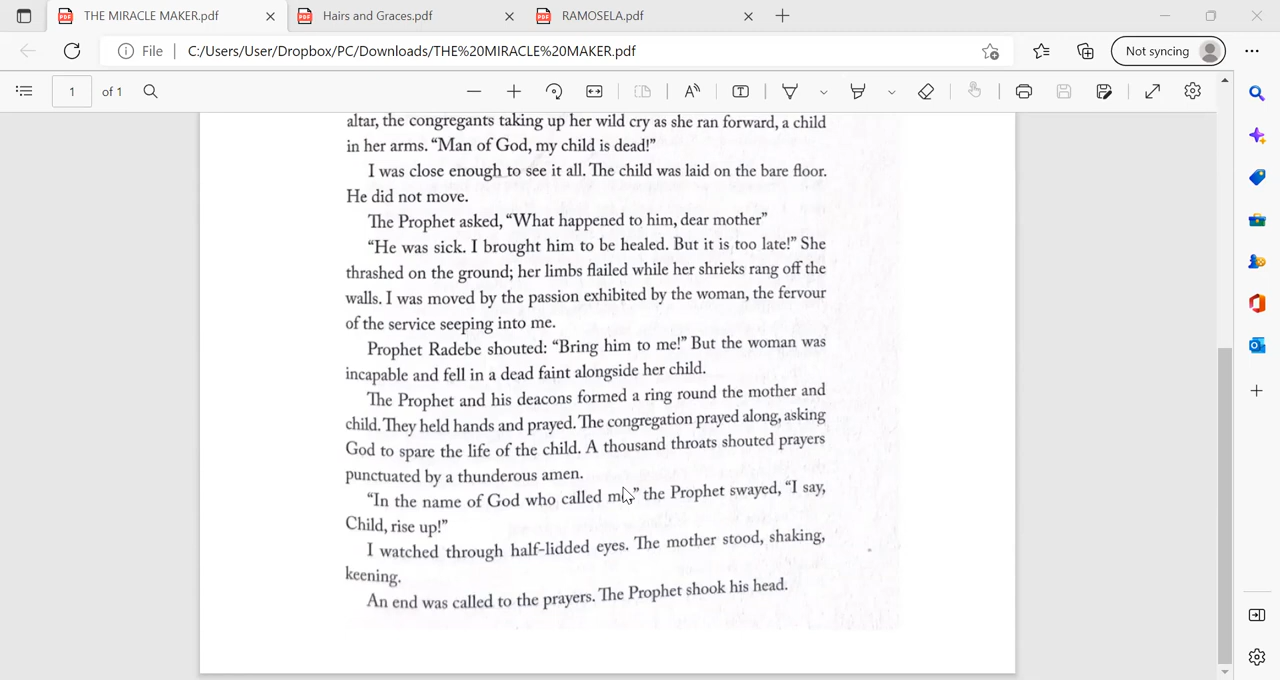 THE MIRACLE MAKER.pdf
Hairs and Graces.pdf
RAMOSELA.pdf
File
C:/Users/User/Dropbox/PC/Downloads/THE%20MIRACLE%20MAKER.pdf
Not syncing
1 of 1
altar, the congregants taking up her wild cry as she ran forward, a child
in her arms. “Man of God, my child is dead!”
I was close enough to see it all. The child was laid on the bare floor.
He did not move.
The Prophet asked, “What happened to him, dear mother”
“He was sick. I brought him to be healed. But it is too late!” She
thrashed on the ground; her limbs flailed while her shrieks rang off the
walls. I was moved by the passion exhibited by the woman, the fervour
of the service seeping into me.
Prophet Radebe shouted: “Bring him to me!” But the woman was
incapable and fell in a dead faint alongside her child.
The Prophet and his deacons formed a ring round the mother and
child. They held hands and prayed. The congregation prayed along, asking
God to spare the life of the child. A thousand throats shouted prayers
punctuated by a thunderous amen.
“In the name of God who called me,” the Prophet swayed, “I say,
Child, rise up!”
I watched through half-lidded eyes. The mother stood, shaking,
keening.
An end was called to the prayers. The Prophet shook his head.